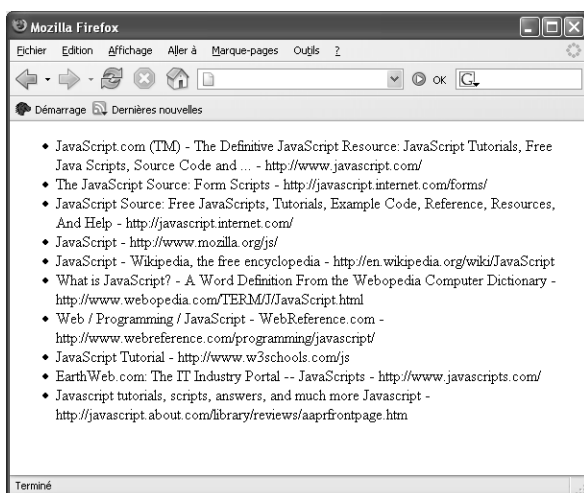 Mozilla Firefox
Fichier Edition Affichage Aller à Marque-pages Outils ?
OK G
Démarrage Dernières nouvelles
• JavaScript.com (TM) - The Definitive JavaScript Resource: JavaScript Tutorials, Free
Java Scripts, Source Code and ... - http://www.javascript.com/
• The JavaScript Source: Form Scripts - http://javascript.internet.com/forms/
• JavaScript Source: Free JavaScripts, Tutorials, Example Code, Reference, Resources,
And Help - http://javascript.internet.com/
• JavaScript - http://www.mozilla.org/js/
• JavaScript - Wikipedia, the free encyclopedia - http://en.wikipedia.org/wiki/JavaScript
• What is JavaScript? - A Word Definition From the Webopedia Computer Dictionary -
http://www.webopedia.com/TERM/J/JavaScript.html
• Web / Programming / JavaScript - WebReference.com -
http://www.webreference.com/programming/javascript/
• JavaScript Tutorial - http://www.w3schools.com/js
• EarthWeb.com: The IT Industry Portal -- JavaScripts - http://www.javascripts.com/
• Javascript tutorials, scripts, answers, and much more Javascript -
http://javascript.about.com/library/reviews/aaprfrontpage.htm
Terminé